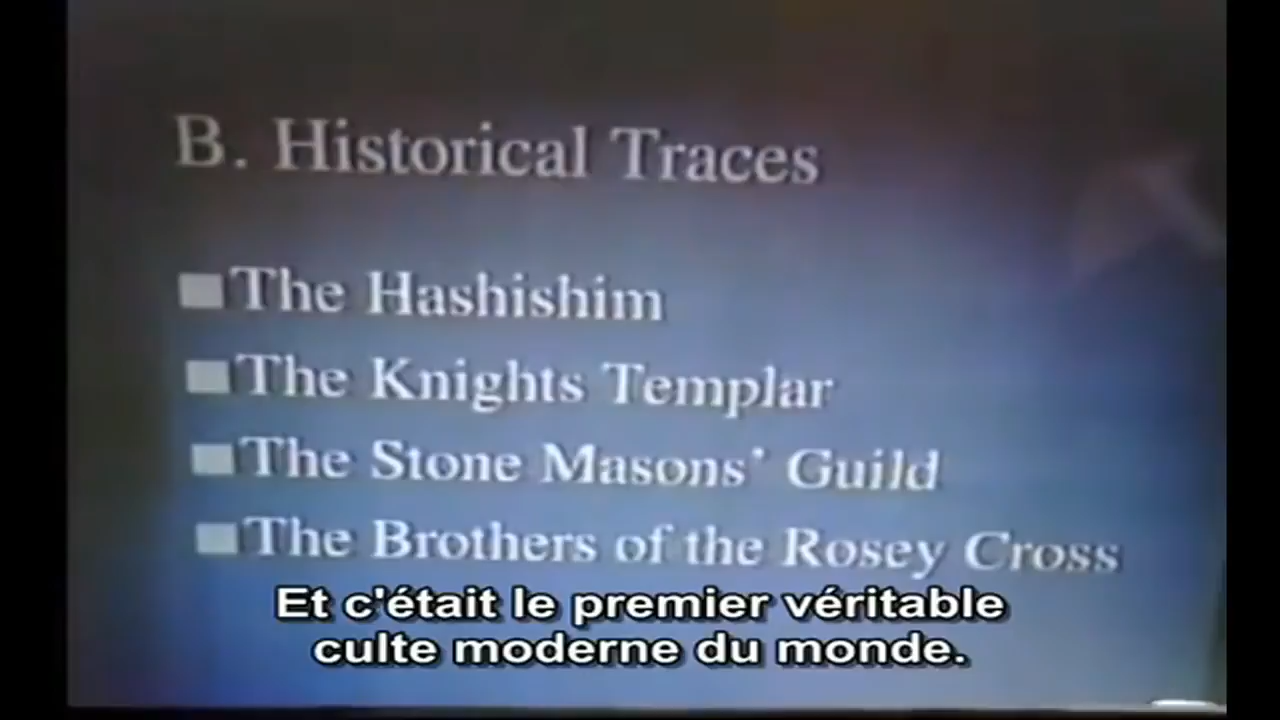 B. Historical Traces
The Hashishim
The Knights Templar
The Stone Masons' Guild
The Brothers of the Rosey Cross
Et c'était le premier véritable
culte moderne du monde.